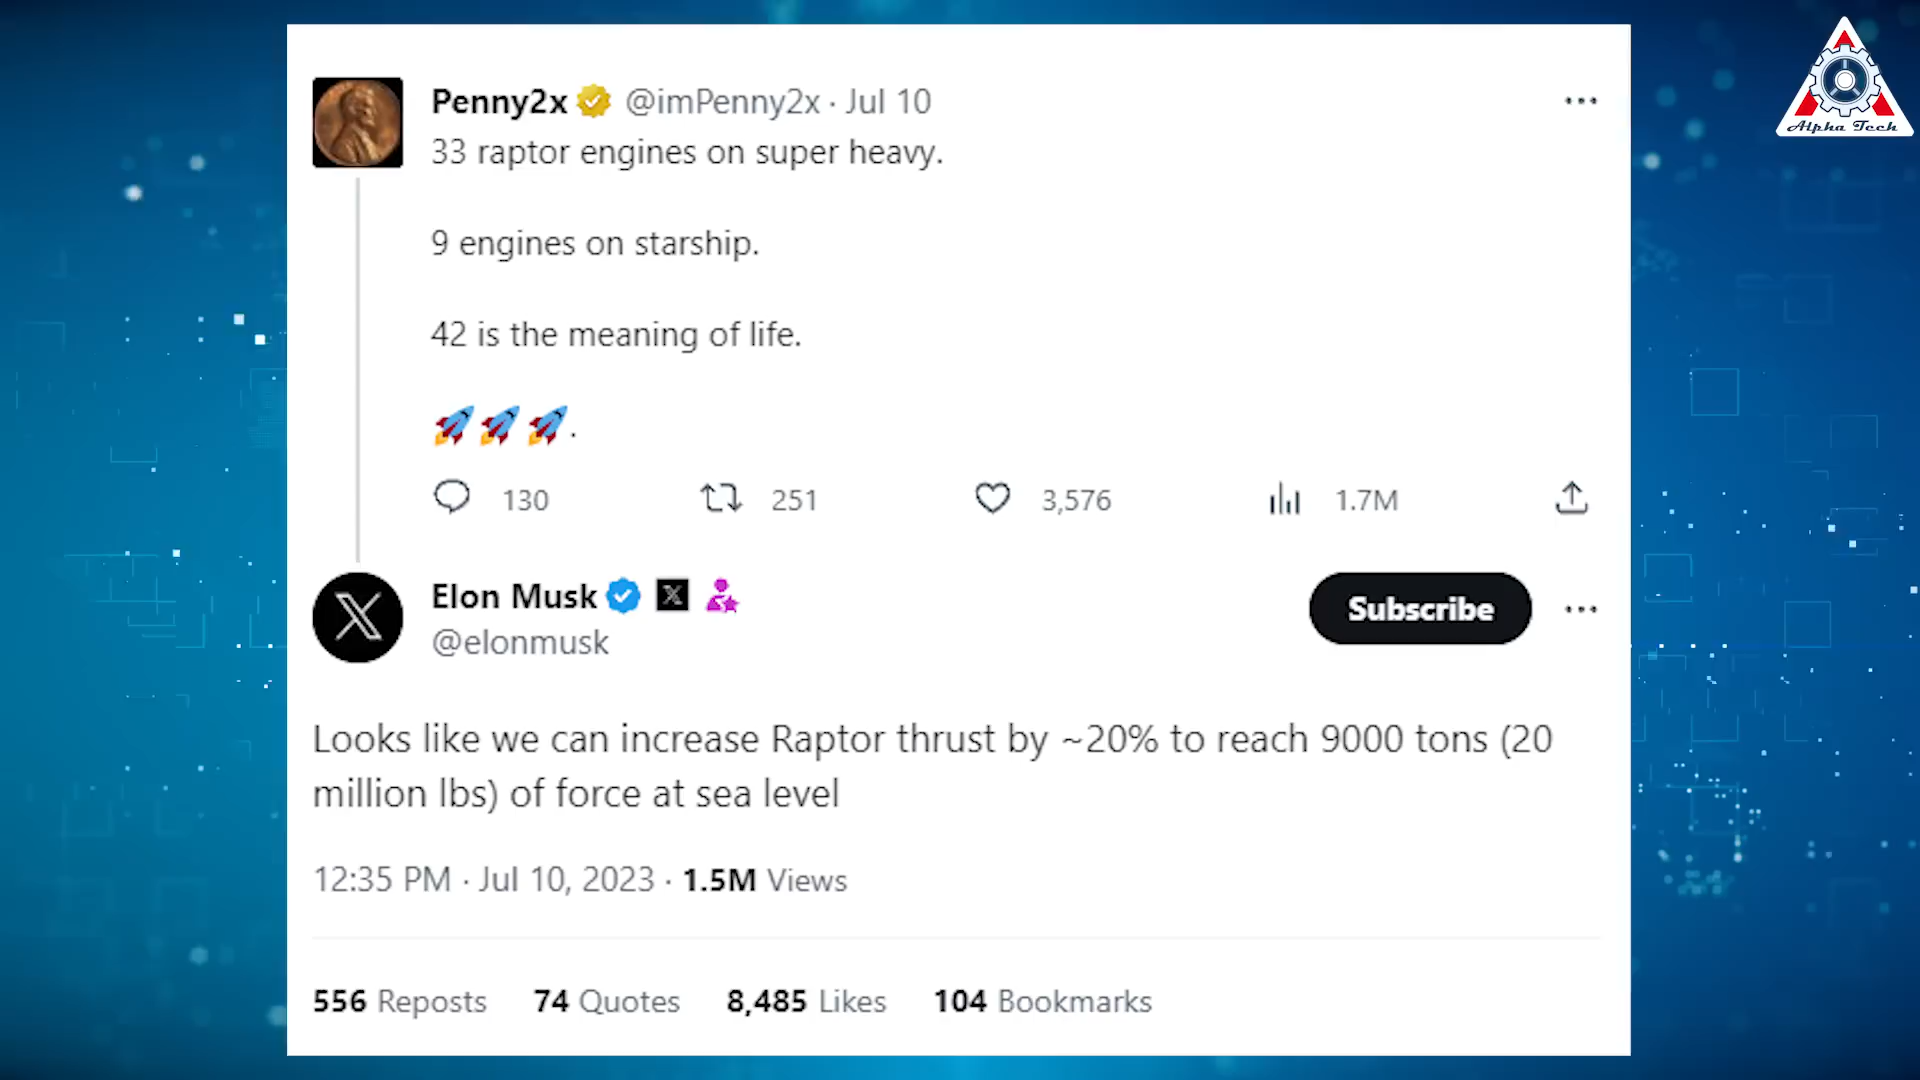 Alpha Tech
Penny2x @imPenny2x · Jul 10
33 raptor engines on super heavy.
9 engines on starship.
42 is the meaning of life.
🚀🚀🚀.
130 251 3,576 1.7M
Elon Musk
@elonmusk
Subscribe
Looks like we can increase Raptor thrust by ~20% to reach 9000 tons (20
million lbs) of force at sea level
12:35 PM · Jul 10, 2023 · 1.5M Views
556 Reposts 74 Quotes 8,485 Likes 104 Bookmarks